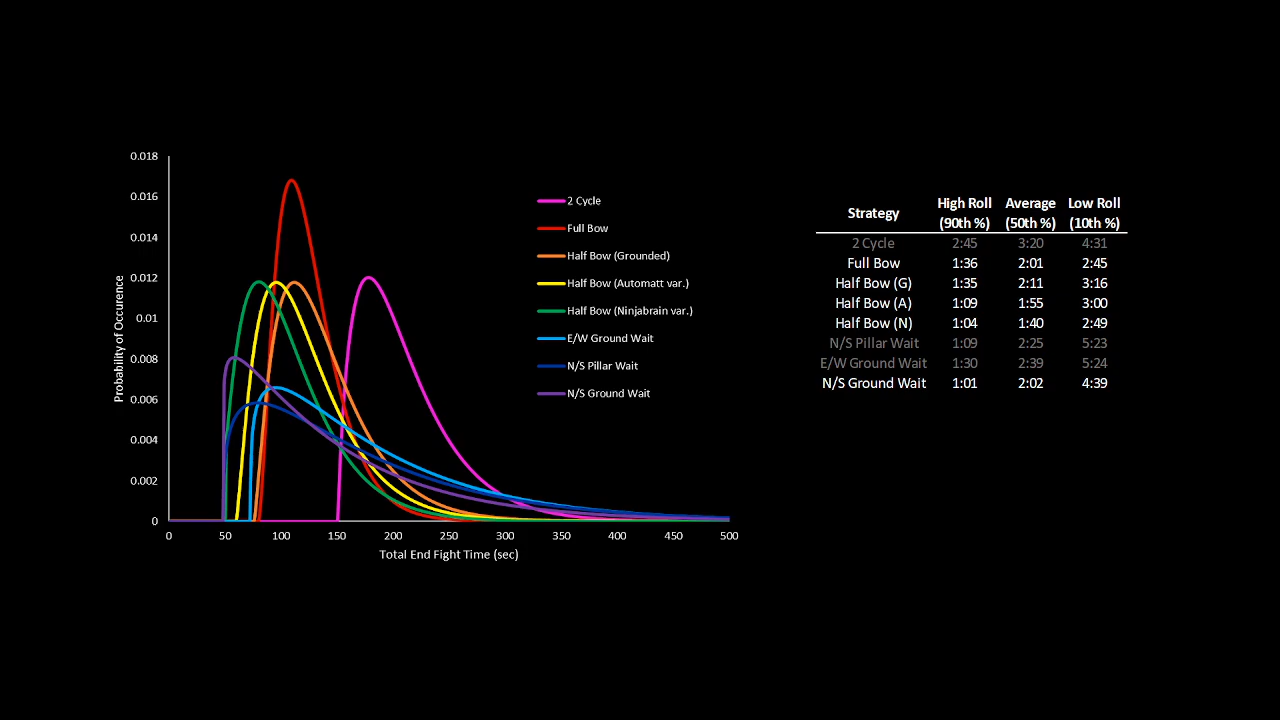 0.018
0.016
0.014
0.012
0.01
0.008
0.006
0.004
0.002
0
Probability of Occurence
0 50 100 150 200 250 300 350 400 450 500
Total End Fight Time (sec)
2 Cycle
Full Bow
Half Bow (Grounded)
Half Bow (Automatt var.)
Half Bow (Ninjabrain var.)
E/W Ground Wait
N/S Pillar Wait
N/S Ground Wait
Strategy High Roll (90th %) Average (50th %) Low Roll (10th %)
2 Cycle 2:45 3:20 4:31
Full Bow 1:36 2:01 2:45
Half Bow (G) 1:35 2:11 3:16
Half Bow (A) 1:09 1:55 3:00
Half Bow (N) 1:04 1:40 2:49
N/S Pillar Wait 1:09 2:25 5:23
E/W Ground Wait 1:30 2:39 5:24
N/S Ground Wait 1:01 2:02 4:39